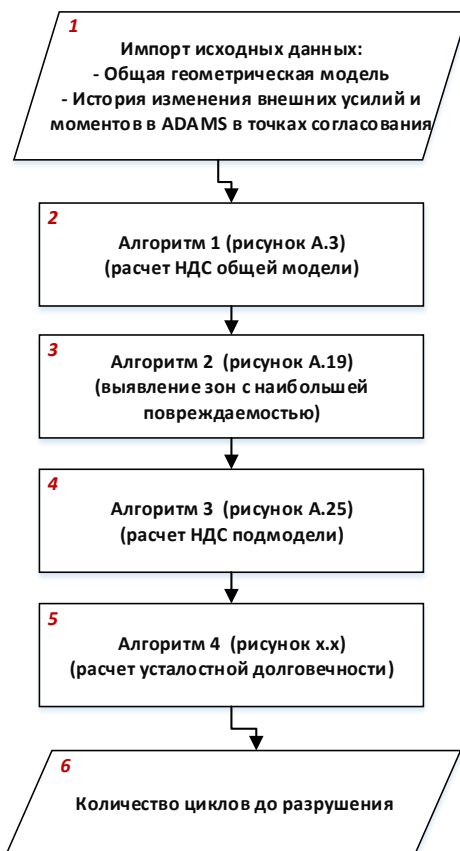 1
Импорт исходных данных:
- Общая геометрическая модель
- История изменения внешних усилий и
моментов в ADAMS в точках согласования
2
Алгоритм 1 (рисунок А.3)
(расчет НДС общей модели)
3
Алгоритм 2 (рисунок А.19)
(выявление зон с наибольшей
повреждаемостью)
4
Алгоритм 3 (рисунок А.25)
(расчет НДС подмодели)
5
Алгоритм 4 (рисунок х.х)
(расчет усталостной долговечности)
6
Количество циклов до разрушения